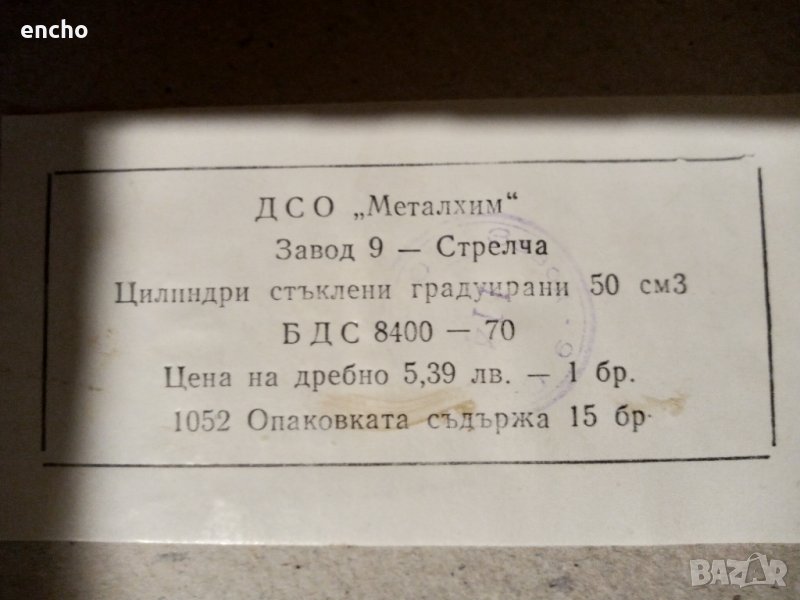 encho
ДСО „Металхим“
Завод 9 — Стрелча
Цилиндри стъклени градуирани 50 см3
БДС 8400 — 70
Цена на дребно 5,39 лв. — 1 бр.
1052 Опаковката съдържа 15 бр.
BAZAR